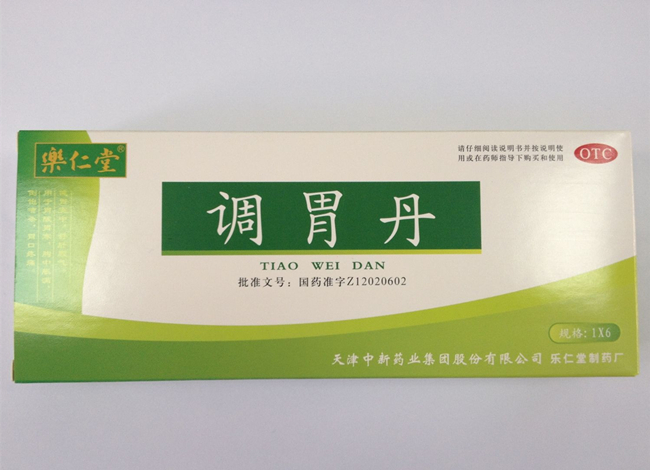 樂仁堂®
请仔细阅读说明书并按说明使
用或在药师指导下购买和使用
OTC
调胃丹
TIAO WEI DAN
批准文号：国药准字Z12020602
规格：1X6
天津中新药业集团股份有限公司 乐仁堂制药厂